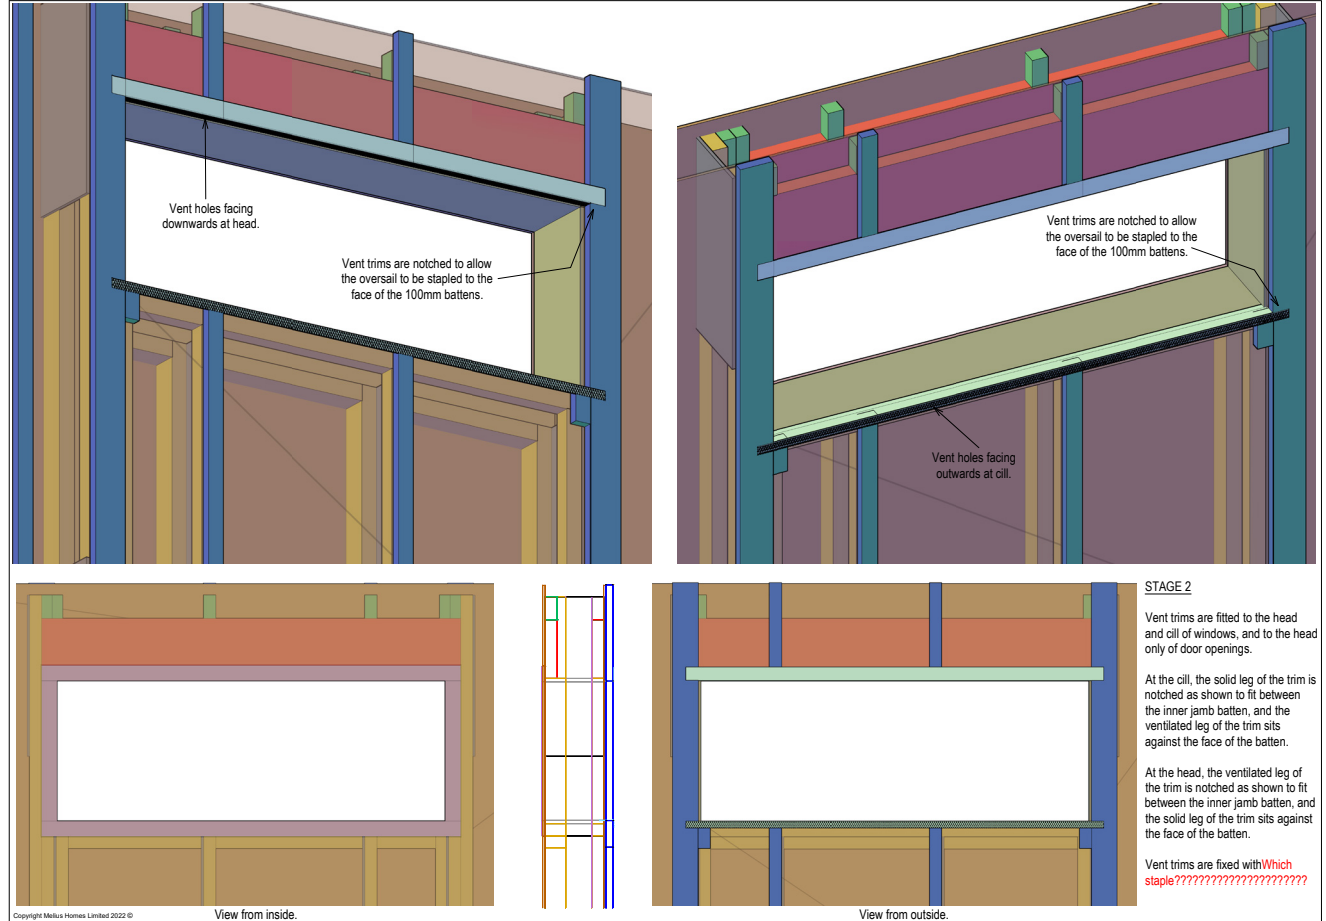 Vent holes facing
downwards at head.
Vent trims are notched to allow
the oversail to be stapled to the
face of the 100mm battens.
Vent trims are notched to allow
the oversail to be stapled to the
face of the 100mm battens.
Vent holes facing
outwards at cill.
STAGE 2
Vent trims are fitted to the head
and cill of windows, and to the head
only of door openings.
At the cill, the solid leg of the trim is
notched as shown to fit between
the inner jamb batten, and the
ventilated leg of the trim sits
against the face of the batten.
At the head, the ventilated leg of
the trim is notched as shown to fit
between the inner jamb batten, and
the solid leg of the trim sits against
the face of the batten.
Vent trims are fixed withWhich
staple??????????????????????
Copyright Melius Homes Limited 2022 ©
View from inside.
View from outside.